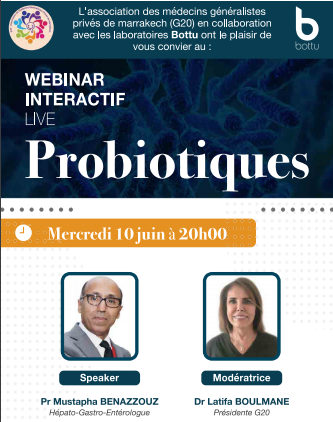 L'association des médecins généralistes
privés de marrakech (G20) en collaboration
avec les laboratoires Bottu ont le plaisir de
vous convier au :
bottu
WEBINAR
INTERACTIF
LIVE
Probiotiques
Mercredi 10 juin à 20h00
Speaker
Modératrice
Pr Mustapha BENAZZOUZ
Dr Latifa BOULMANE
Hépato-Gastro-Entérologue
Présidente G20